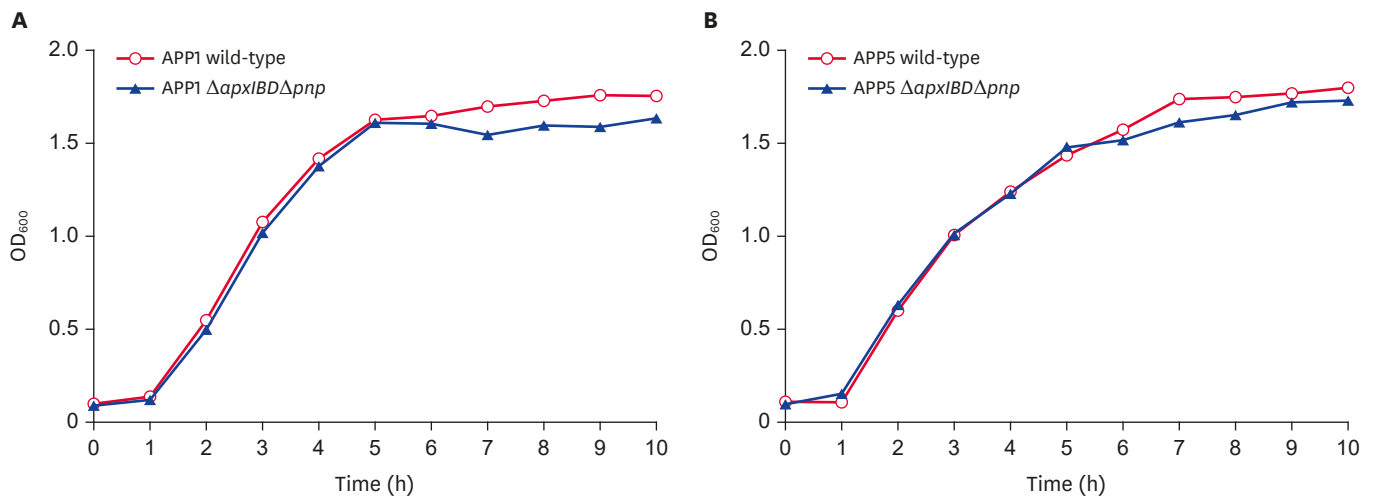 A
2.0
1.5
1.0
0.5
0
OD₆₀₀
APP1 wild-type
APP1 ΔapxIBDΔpnp
0 1 2 3 4 5 6 7 8 9 10
Time (h)
B
2.0
1.5
1.0
0.5
0
OD₆₀₀
APP5 wild-type
APP5 ΔapxIBDΔpnp
0 1 2 3 4 5 6 7 8 9 10
Time (h)